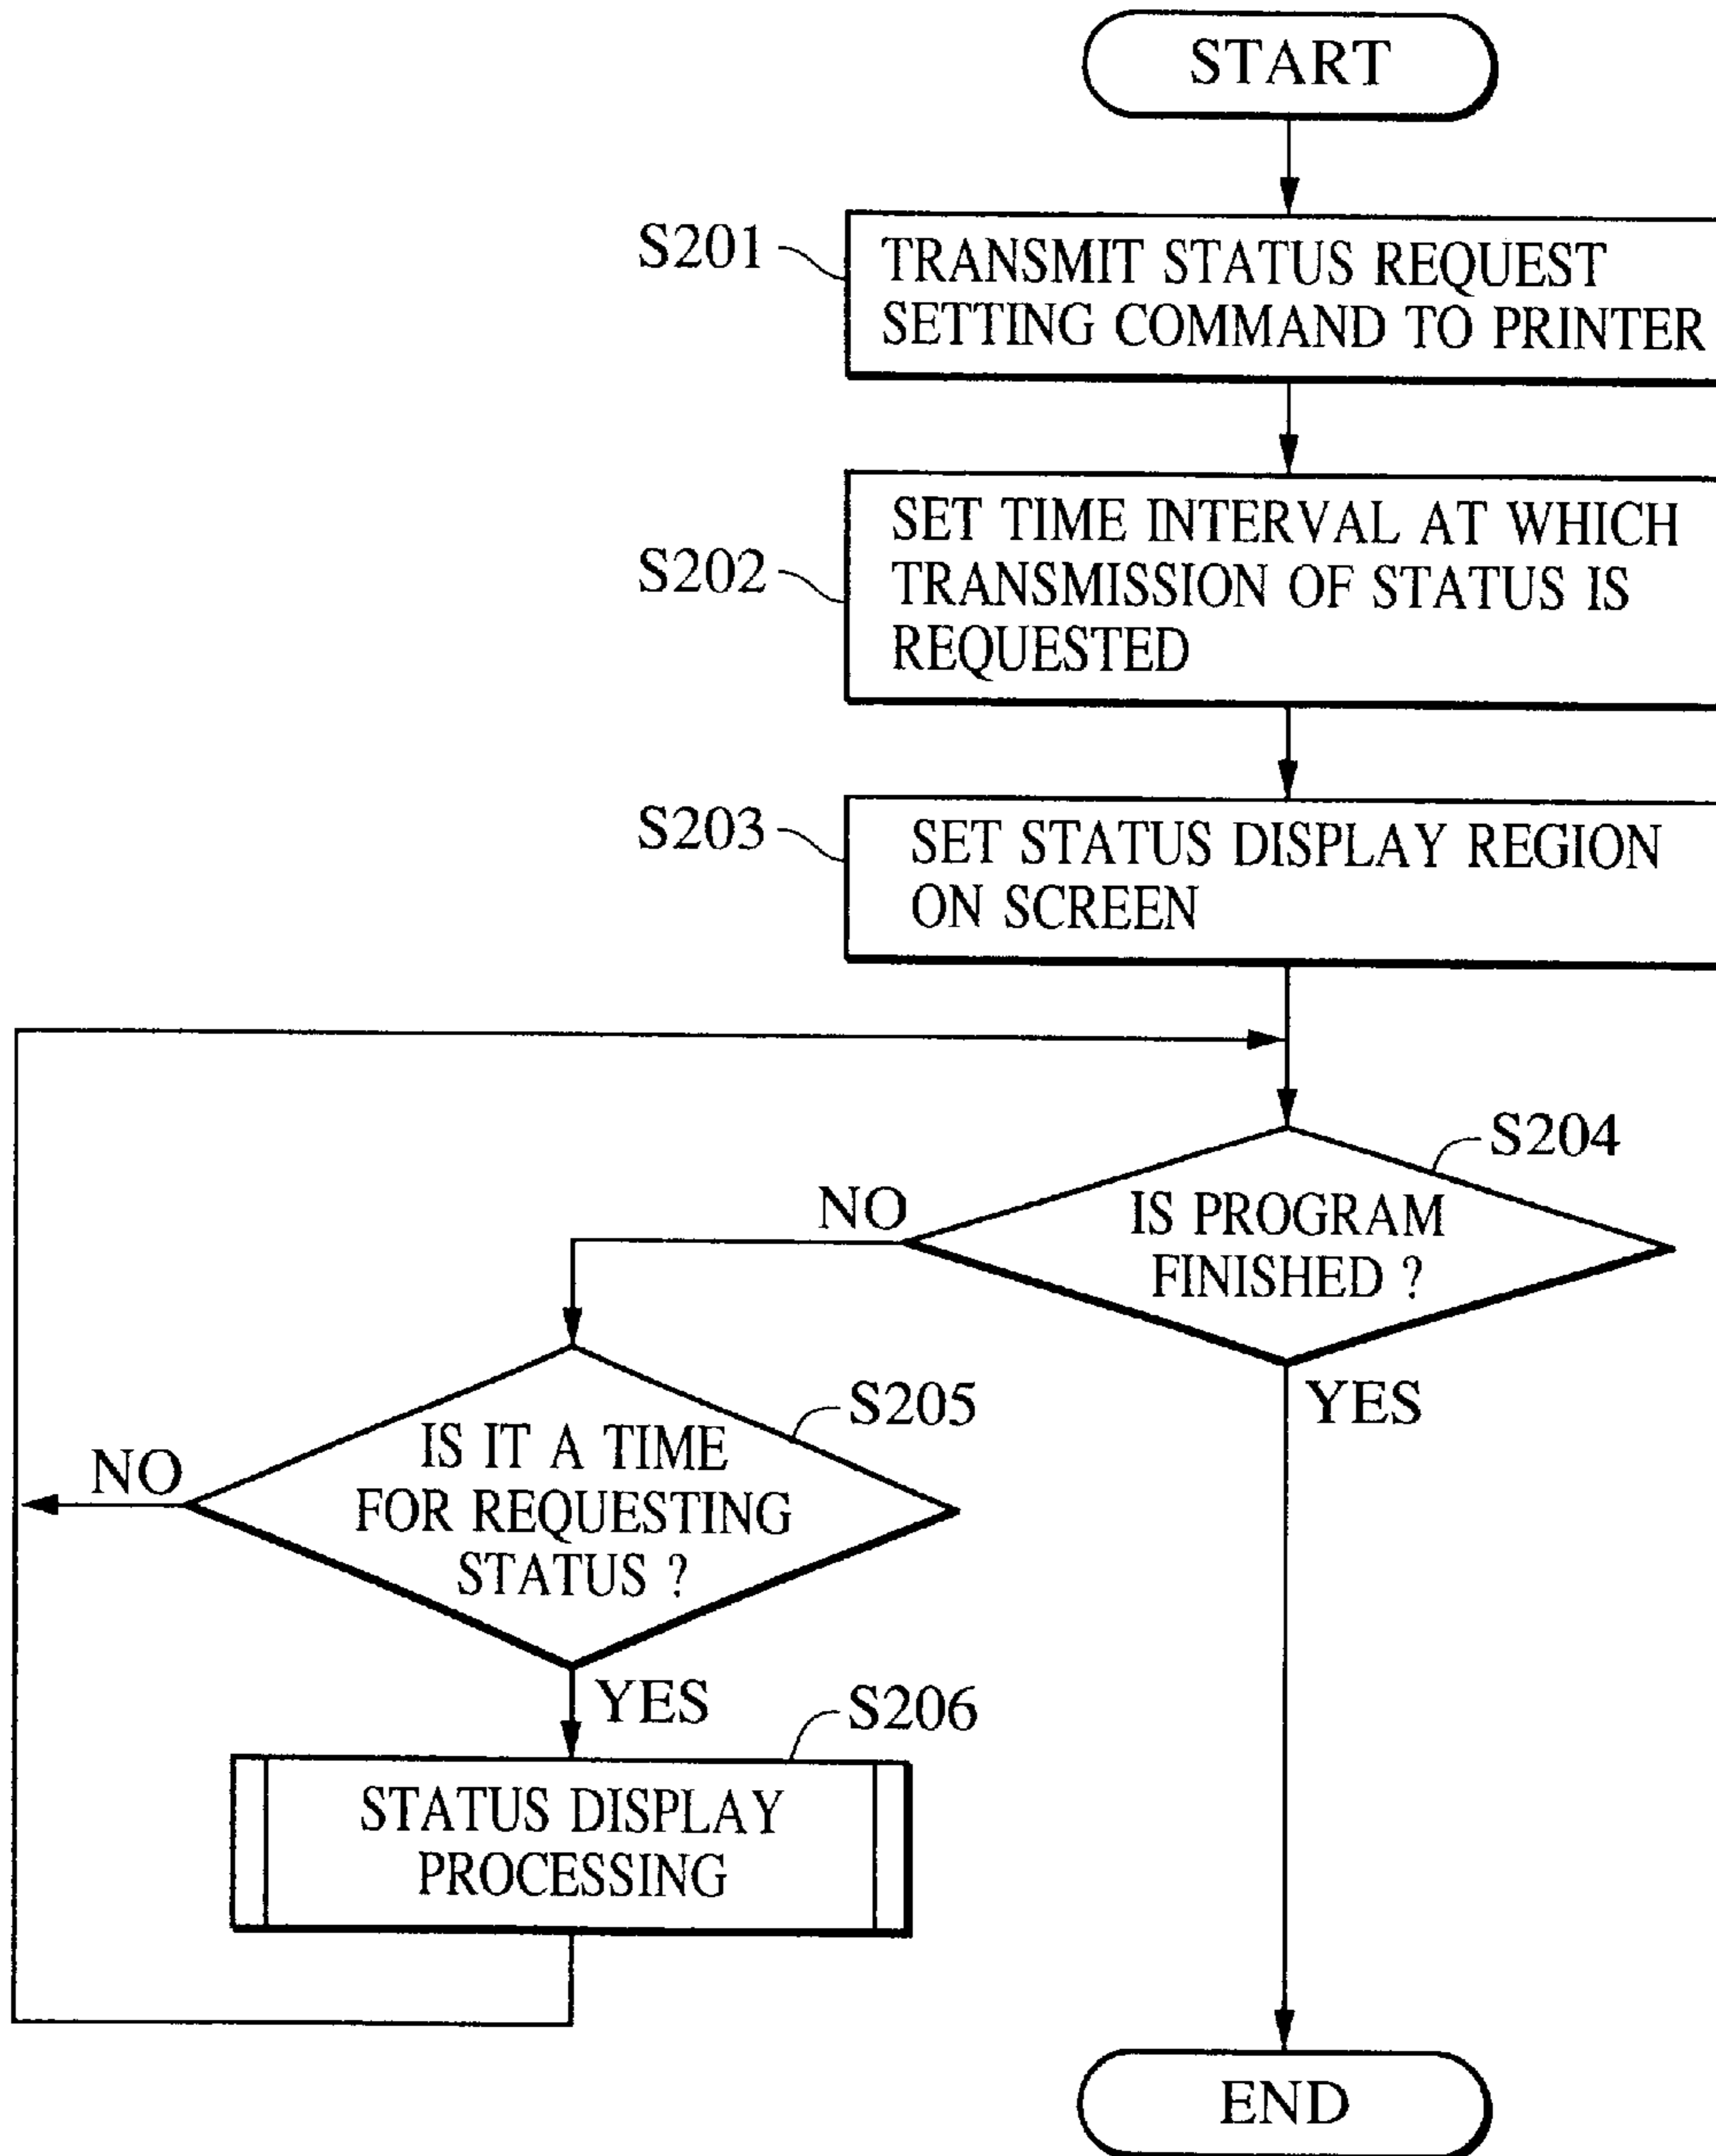 START
S201
TRANSMIT STATUS REQUEST
SETTING COMMAND TO PRINTER
S202
SET TIME INTERVAL AT WHICH
TRANSMISSION OF STATUS IS
REQUESTED
S203
SET STATUS DISPLAY REGION
ON SCREEN
S204
IS PROGRAM
FINISHED ?
NO
YES
S205
IS IT A TIME
FOR REQUESTING
STATUS ?
NO
YES
S206
STATUS DISPLAY
PROCESSING
END